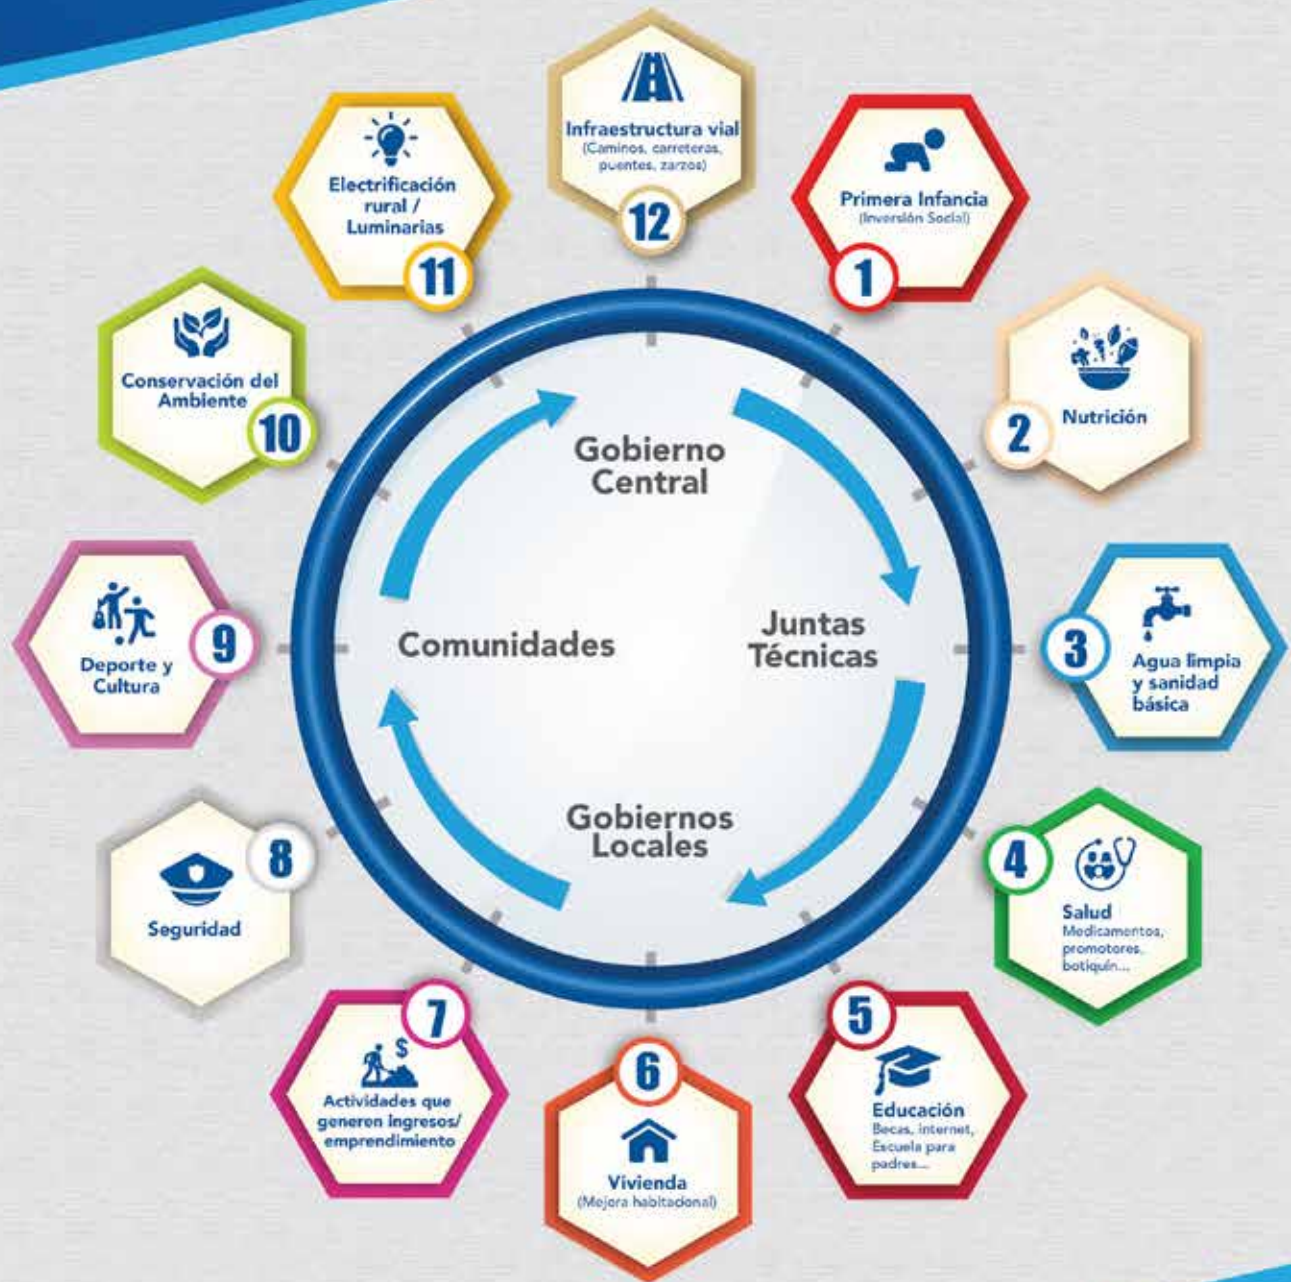 Infraestructura vial
(Caminos, carreteras,
puentes, zarzos)
12
Primera Infancia
(Inversión Social)
1
Nutrición
2
Agua limpia
y sanidad
básica
3
Salud
Medicamentos,
promotores,
botiquín...
4
Educación
Becas, internet,
Escuela para
padres...
5
Vivienda
(Mejora habitacional)
6
$
Actividades que
generen ingresos/
emprendimiento
7
Seguridad
8
Deporte y
Cultura
9
Conservación del
Ambiente
10
Electrificación
rural /
Luminarias
11
Gobierno
Central
Juntas
Técnicas
Gobiernos
Locales
Comunidades